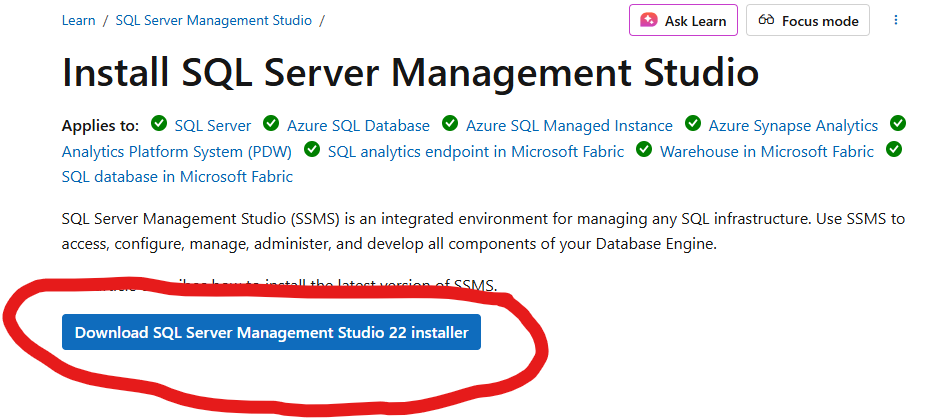 Learn / SQL Server Management Studio /
Ask Learn
Focus mode
Install SQL Server Management Studio
Applies to: SQL Server Azure SQL Database Azure SQL Managed Instance Azure Synapse Analytics
Analytics Platform System (PDW) SQL analytics endpoint in Microsoft Fabric Warehouse in Microsoft Fabric
SQL database in Microsoft Fabric
SQL Server Management Studio (SSMS) is an integrated environment for managing any SQL infrastructure. Use SSMS to
access, configure, manage, administer, and develop all components of your Database Engine.
how to install the latest version of SSMS.
Download SQL Server Management Studio 22 installer